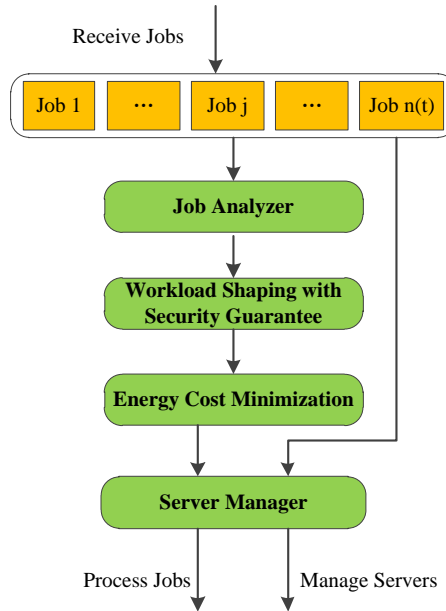 Receive Jobs
Job 1 ... Job j ... Job n(t)
Job Analyzer
Workload Shaping with
Security Guarantee
Energy Cost Minimization
Server Manager
Process Jobs Manage Servers